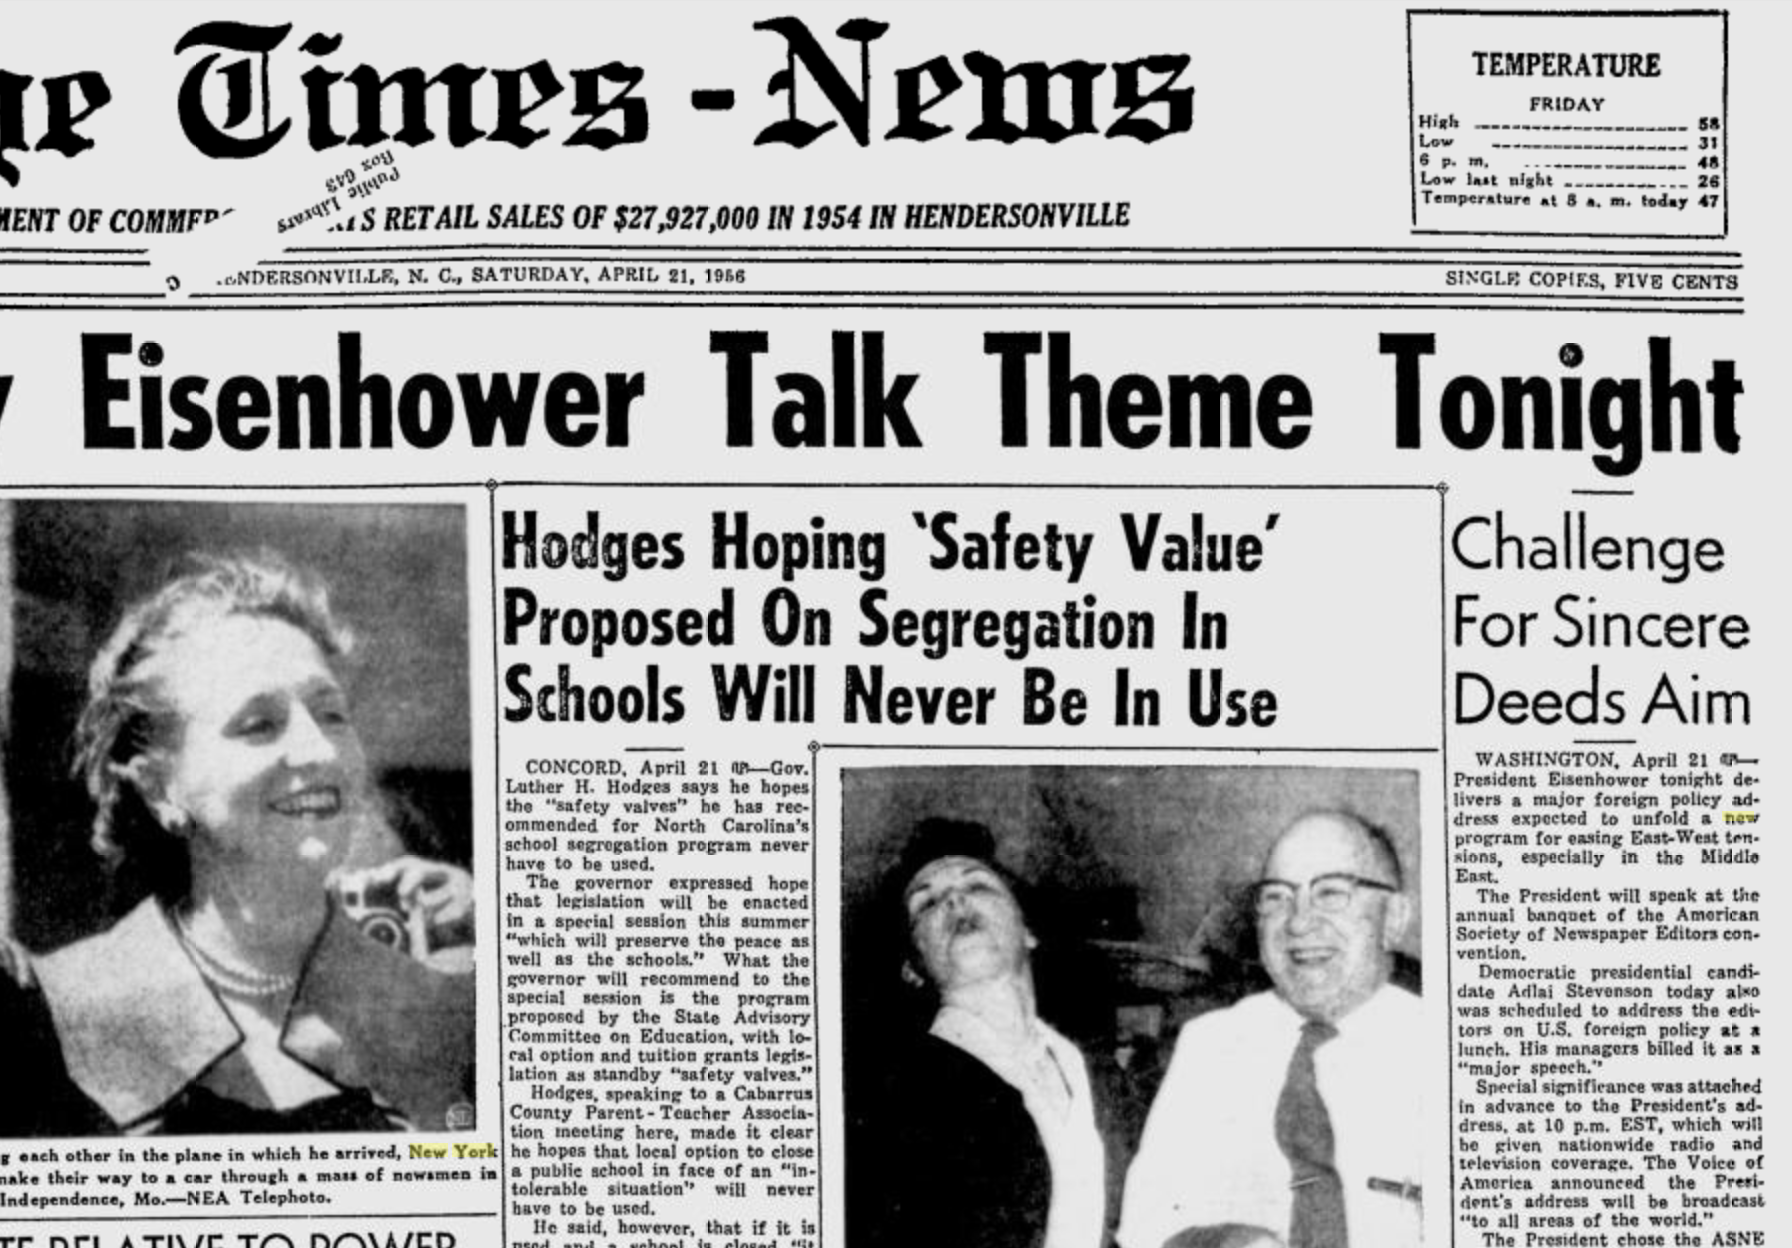 ge Times-News
Public Library
Box 643
MENT OF COMMER
S RETAIL SALES OF $27,927,000 IN 1954 IN HENDERSONVILLE
TEMPERATURE
FRIDAY
High 58
Low 31
6 p. m. 48
Low last night 26
Temperature at 8 a. m. today 47
ENDERSONVILLE, N. C., SATURDAY, APRIL 21, 1956
SINGLE COPIES, FIVE CENTS
y Eisenhower Talk Theme Tonight
g each other in the plane in which he arrived, New York
make their way to a car through a mass of newsmen in
Independence, Mo.—NEA Telephoto.
TE RELATIVE TO POWER
Hodges Hoping 'Safety Value'
Proposed On Segregation In
Schools Will Never Be In Use
CONCORD, April 21 (AP)—Gov.
Luther H. Hodges says he hopes
the "safety valves" he has rec-
ommended for North Carolina's
school segregation program never
have to be used.
The governor expressed hope
that legislation will be enacted
in a special session this summer
"which will preserve the peace as
well as the schools." What the
governor will recommend to the
special session is the program
proposed by the State Advisory
Committee on Education, with lo-
cal option and tuition grants legis-
lation as standby "safety valves."
Hodges, speaking to a Cabarrus
County Parent-Teacher Associa-
tion meeting here, made it clear
he hopes that local option to close
a public school in face of an "in-
tolerable situation" will never
have to be used.
He said, however, that if it is
used and a school is closed "it
Challenge
For Sincere
Deeds Aim
WASHINGTON, April 21 (AP)—
President Eisenhower tonight de-
livers a major foreign policy ad-
dress expected to unfold a new
program for easing East-West ten-
sions, especially in the Middle
East.
The President will speak at the
annual banquet of the American
Society of Newspaper Editors con-
vention.
Democratic presidential candi-
date Adlai Stevenson today also
was scheduled to address the edi-
tors on U.S. foreign policy at a
lunch. His managers billed it as a
"major speech."
Special significance was attached
in advance to the President's ad-
dress, at 10 p.m. EST, which will
be given nationwide radio and
television coverage. The Voice of
America announced the Presi-
dent's address will be broadcast
"to all areas of the world."
The President chose the ASNE